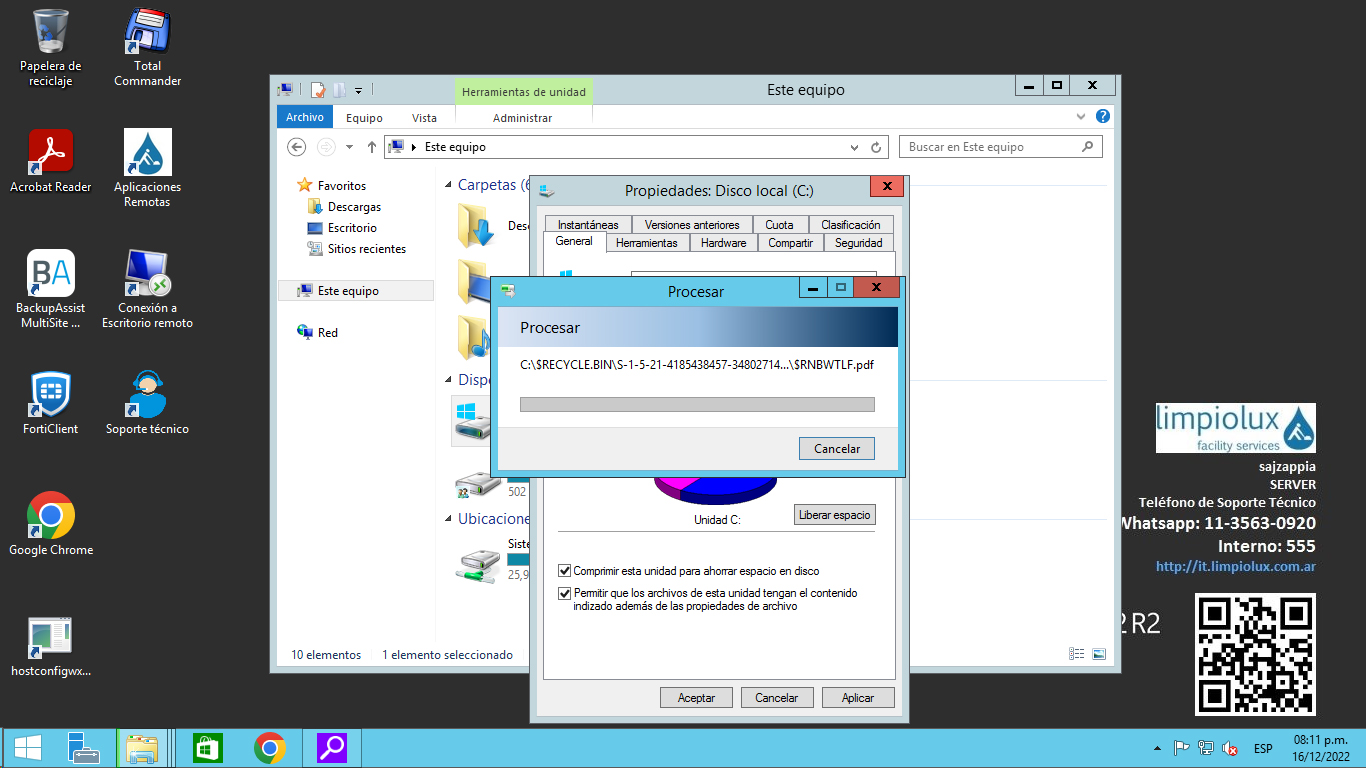 Papelera de
reciclaje
Total
Commander
Acrobat Reader
Aplicaciones
Remotas
BackupAssist
MultiSite ...
Conexión a
Escritorio remoto
FortiClient
Soporte técnico
Google Chrome
hostconfigwx...
Herramientas de unidad
Este equipo
Archivo
Equipo
Vista
Administrar
Este equipo
Buscar en Este equipo
Favoritos
Descargas
Escritorio
Sitios recientes
Este equipo
Red
Carpetas (6
502
25,9
10 elementos
1 elemento seleccionado
Propiedades: Disco local (C:)
Instantáneas
Versiones anteriores
Cuota
Clasificación
General
Herramientas
Hardware
Compartir
Seguridad
Procesar
Procesar
C:\$RECYCLE.BIN\S-1-5-21-4185438457-34802714...\$RNBWTLF.pdf
Cancelar
Unidad C:
Liberar espacio
Comprimir esta unidad para ahorrar espacio en disco
Permitir que los archivos de esta unidad tengan el contenido
indizado además de las propiedades de archivo
Aceptar
Cancelar
Aplicar
limpiolux
facility services
sajzappia
SERVER
Teléfono de Soporte Técnico
Whatsapp: 11-3563-0920
Interno: 555
http://it.limpiolux.com.ar
2 R2
ESP
08:11 p.m.
16/12/2022